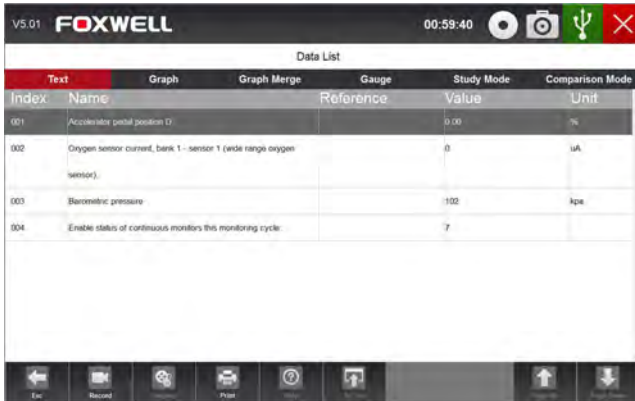 V5.01 FOXWELL 00:59:40
Data List
Text Graph Graph Merge Gauge Study Mode Comparison Mode
Index Name Reference Value Unit
001 Accelerator pedal position D 0.00 %
002 Oxygen sensor current, bank 1 - sensor 1 (wide range oxygen 0 uA
sensor).
003 Barometric pressure 102 kpa
004 Enable status of continuous monitors this monitoring cycle: 7
Esc Record Print